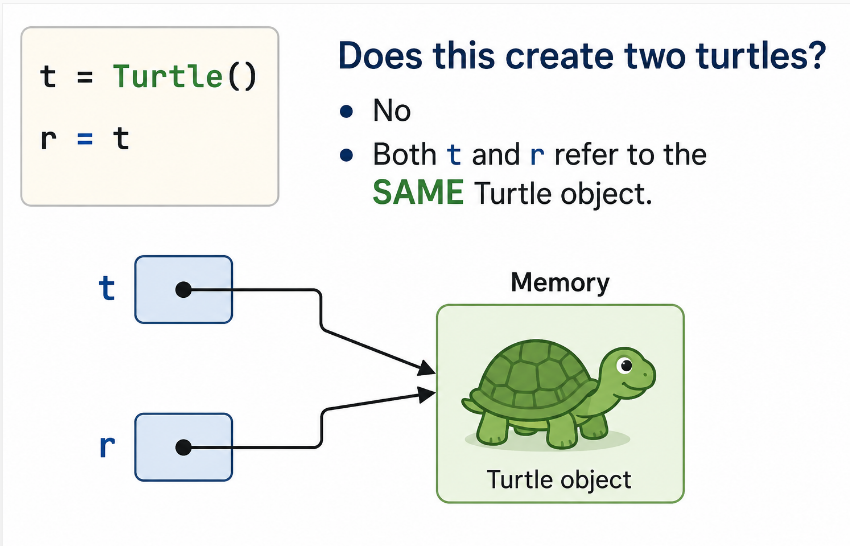 t = Turtle()
r = t
Does this create two turtles?
• No
• Both t and r refer to the
SAME Turtle object.
t
Memory
r
Turtle object